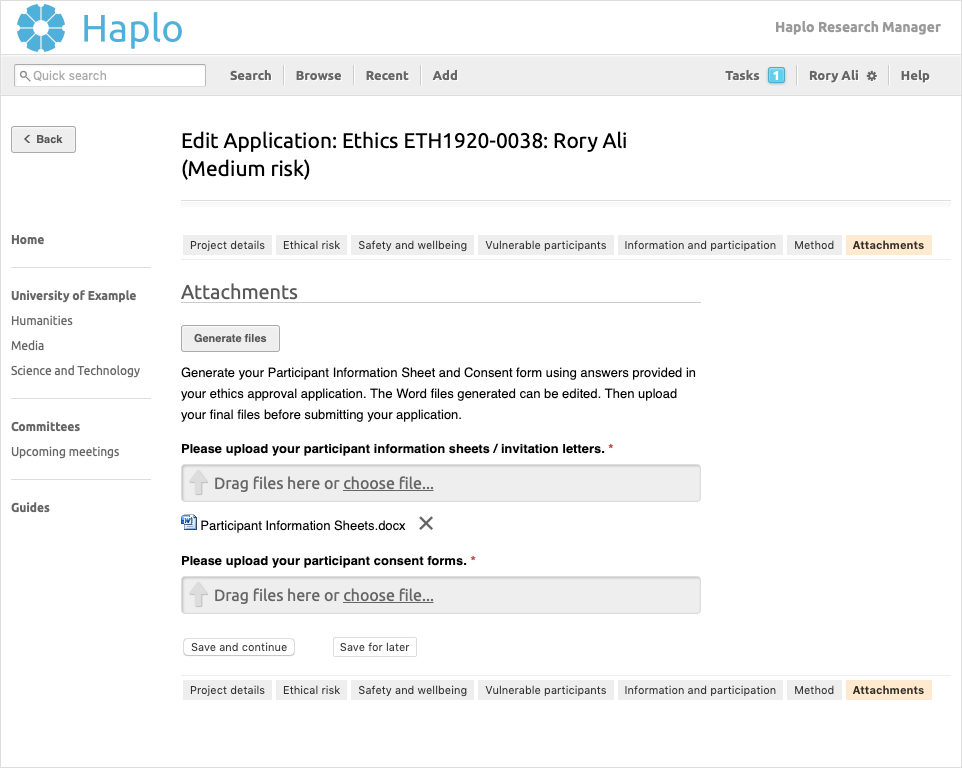 Haplo
Haplo Research Manager
Quick search
Search
Browse
Recent
Add
Tasks 1
Rory Ali
Help
Back
Edit Application: Ethics ETH1920-0038: Rory Ali
(Medium risk)
Home
University of Example
Humanities
Media
Science and Technology
Committees
Upcoming meetings
Guides
Project details
Ethical risk
Safety and wellbeing
Vulnerable participants
Information and participation
Method
Attachments
Attachments
Generate files
Generate your Participant Information Sheet and Consent form using answers provided in
your ethics approval application. The Word files generated can be edited. Then upload
your final files before submitting your application.
Please upload your participant information sheets / invitation letters. *
Drag files here or choose file...
Participant Information Sheets.docx
Please upload your participant consent forms. *
Drag files here or choose file...
Save and continue
Save for later
Project details
Ethical risk
Safety and wellbeing
Vulnerable participants
Information and participation
Method
Attachments